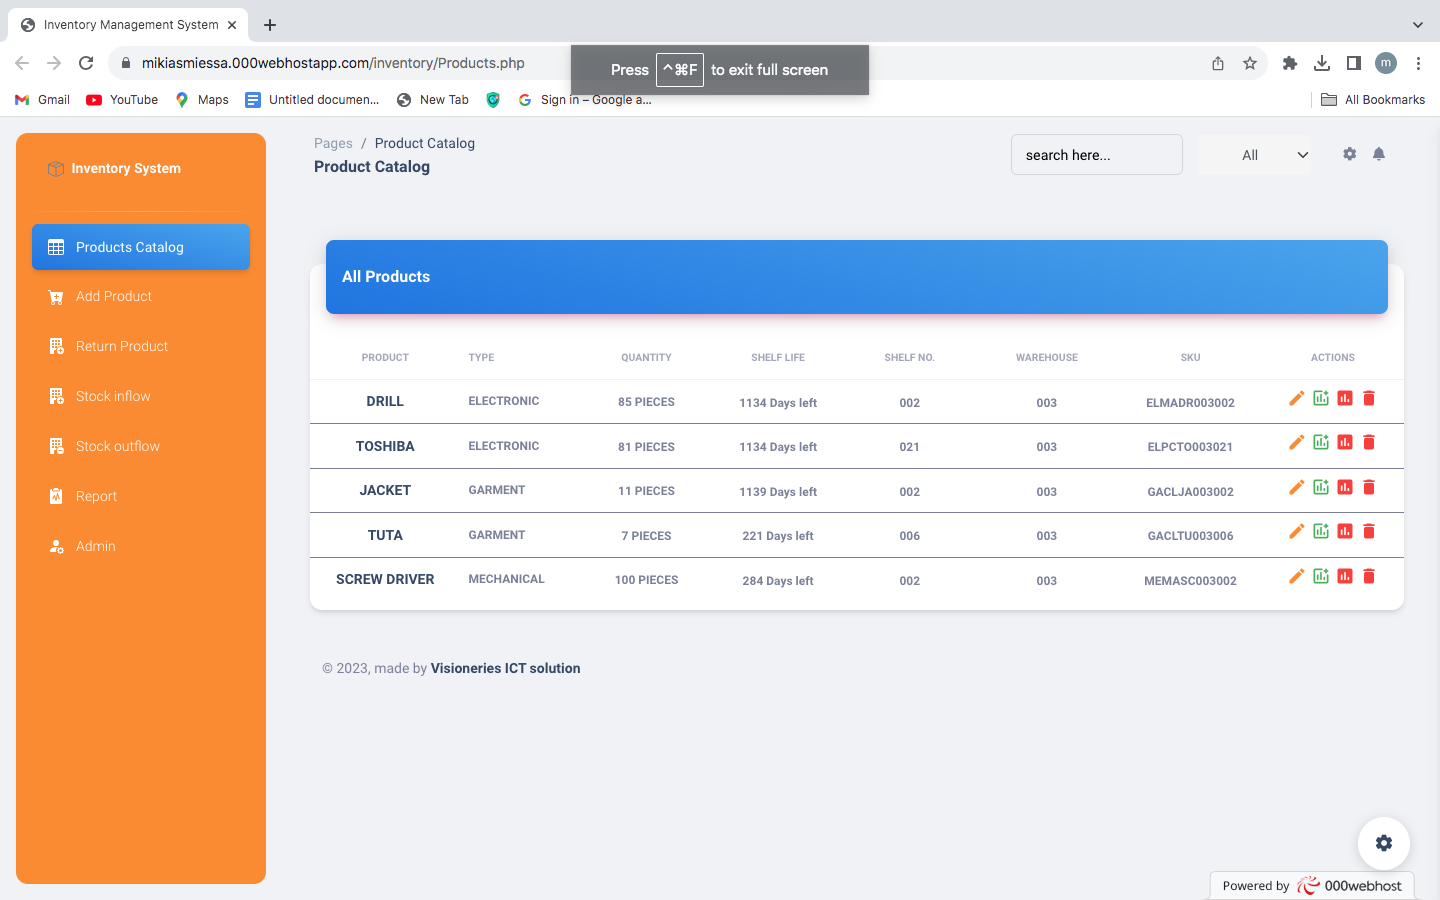 Inventory Management System
mikiasmiessa.000webhostapp.com/inventory/Products.php
Press ^⌘F to exit full screen
m
Gmail
YouTube
Maps
Untitled documen...
New Tab
Sign in – Google a...
All Bookmarks
Inventory System
Products Catalog
Add Product
Return Product
Stock inflow
Stock outflow
Report
Admin
Pages / Product Catalog
Product Catalog
search here...
All
All Products
PRODUCT TYPE QUANTITY SHELF LIFE SHELF NO. WAREHOUSE SKU ACTIONS
DRILL ELECTRONIC 85 PIECES 1134 Days left 002 003 ELMADR003002
TOSHIBA ELECTRONIC 81 PIECES 1134 Days left 021 003 ELPCTO003021
JACKET GARMENT 11 PIECES 1139 Days left 002 003 GACLJA003002
TUTA GARMENT 7 PIECES 221 Days left 006 003 GACLTU003006
SCREW DRIVER MECHANICAL 100 PIECES 284 Days left 002 003 MEMASC003002
© 2023, made by Visioneries ICT solution
Powered by 000webhost